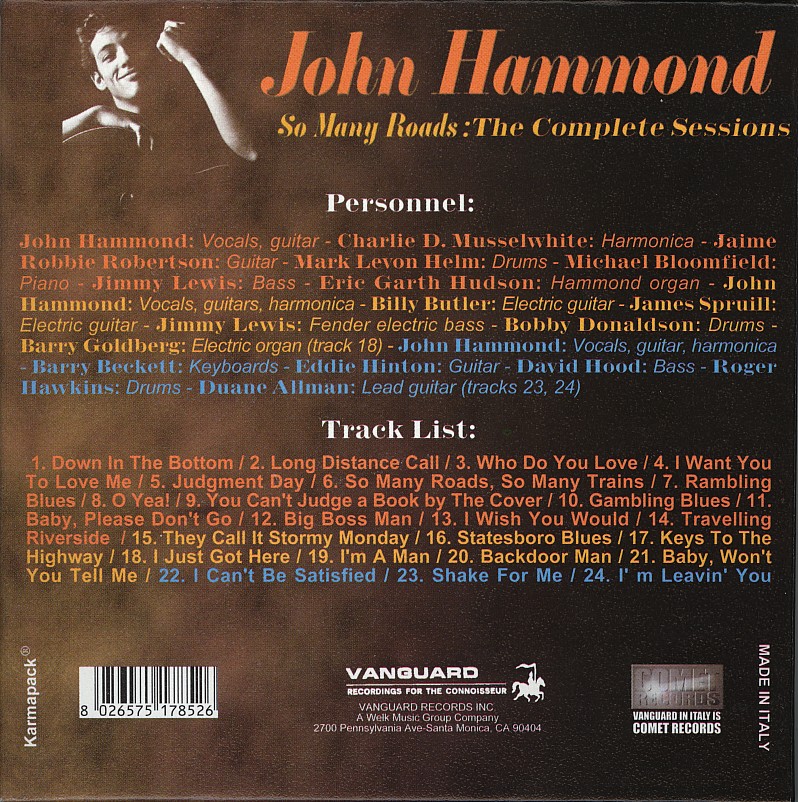 John Hammond
So Many Roads: The Complete Sessions
Personnel:
John Hammond: Vocals, guitar - Charlie D. Musselwhite: Harmonica - Jaime
Robbie Robertson: Guitar - Mark Levon Helm: Drums - Michael Bloomfield:
Piano - Jimmy Lewis: Bass - Eric Garth Hudson: Hammond organ - John
Hammond: Vocals, guitars, harmonica - Billy Butler: Electric guitar - James Spruill:
Electric guitar - Jimmy Lewis: Fender electric bass - Bobby Donaldson: Drums -
Barry Goldberg: Electric organ (track 18) - John Hammond: Vocals, guitar, harmonica
- Barry Beckett: Keyboards - Eddie Hinton: Guitar - David Hood: Bass - Roger
Hawkins: Drums - Duane Allman: Lead guitar (tracks 23, 24)
Track List:
1. Down In The Bottom / 2. Long Distance Call / 3. Who Do You Love / 4. I Want You
To Love Me / 5. Judgment Day / 6. So Many Roads, So Many Trains / 7. Rambling
Blues / 8. O Yea! / 9. You Can't Judge a Book by The Cover / 10. Gambling Blues / 11.
Baby, Please Don't Go / 12. Big Boss Man / 13. I Wish You Would / 14. Travelling
Riverside / 15. They Call It Stormy Monday / 16. Statesboro Blues / 17. Keys To The
Highway / 18. I Just Got Here / 19. I'm A Man / 20. Backdoor Man / 21. Baby, Won't
You Tell Me / 22. I Can't Be Satisfied / 23. Shake For Me / 24. I' m Leavin' You
Karmapack®
8 026575 178526
VANGUARD
RECORDINGS FOR THE CONNOISSEUR
VANGUARD RECORDS INC
A Welk Music Group Company
2700 Pennsylvania Ave-Santa Monica, CA 90404
COMET
RECORDS
VANGUARD IN ITALY IS
COMET RECORDS
MADE IN ITALY